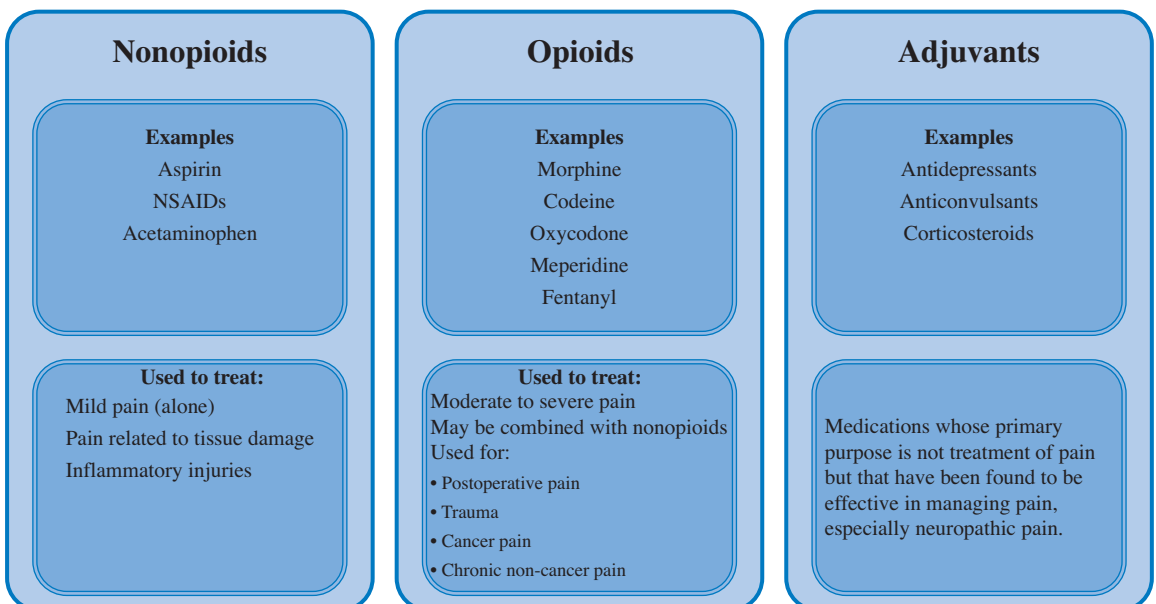 Nonopioids
Examples
Aspirin
NSAIDs
Acetaminophen
Used to treat:
Mild pain (alone)
Pain related to tissue damage
Inflammatory injuries
Opioids
Examples
Morphine
Codeine
Oxycodone
Meperidine
Fentanyl
Used to treat:
Moderate to severe pain
May be combined with nonopioids
Used for:
• Postoperative pain
• Trauma
• Cancer pain
• Chronic non-cancer pain
Adjuvants
Examples
Antidepressants
Anticonvulsants
Corticosteroids
Medications whose primary
purpose is not treatment of pain
but that have been found to be
effective in managing pain,
especially neuropathic pain.